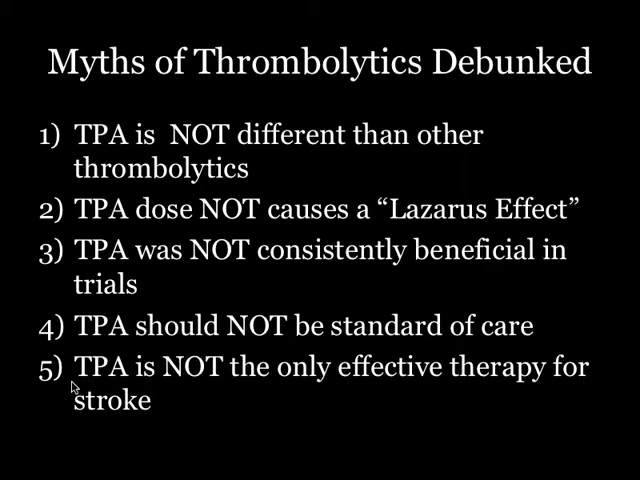 Myths of Thrombolytics Debunked
1) TPA is NOT different than other
thrombolytics
2) TPA dose NOT causes a “Lazarus Effect”
3) TPA was NOT consistently beneficial in
trials
4) TPA should NOT be standard of care
5) TPA is NOT the only effective therapy for
stroke